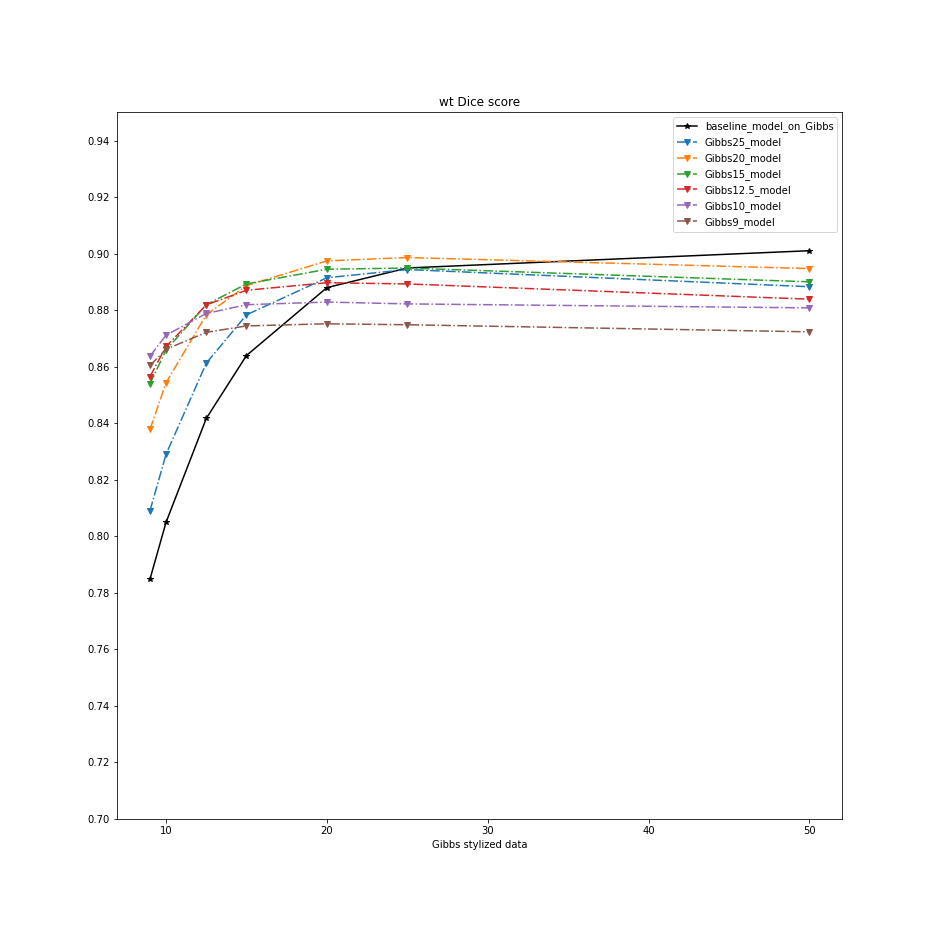 wt Dice score
0.94
0.92
0.90
0.88
0.86
0.84
0.82
0.80
0.78
0.76
0.74
0.72
0.70
baseline_model_on_Gibbs
Gibbs25_model
Gibbs20_model
Gibbs15_model
Gibbs12.5_model
Gibbs10_model
Gibbs9_model
10 20 30 40 50
Gibbs stylized data